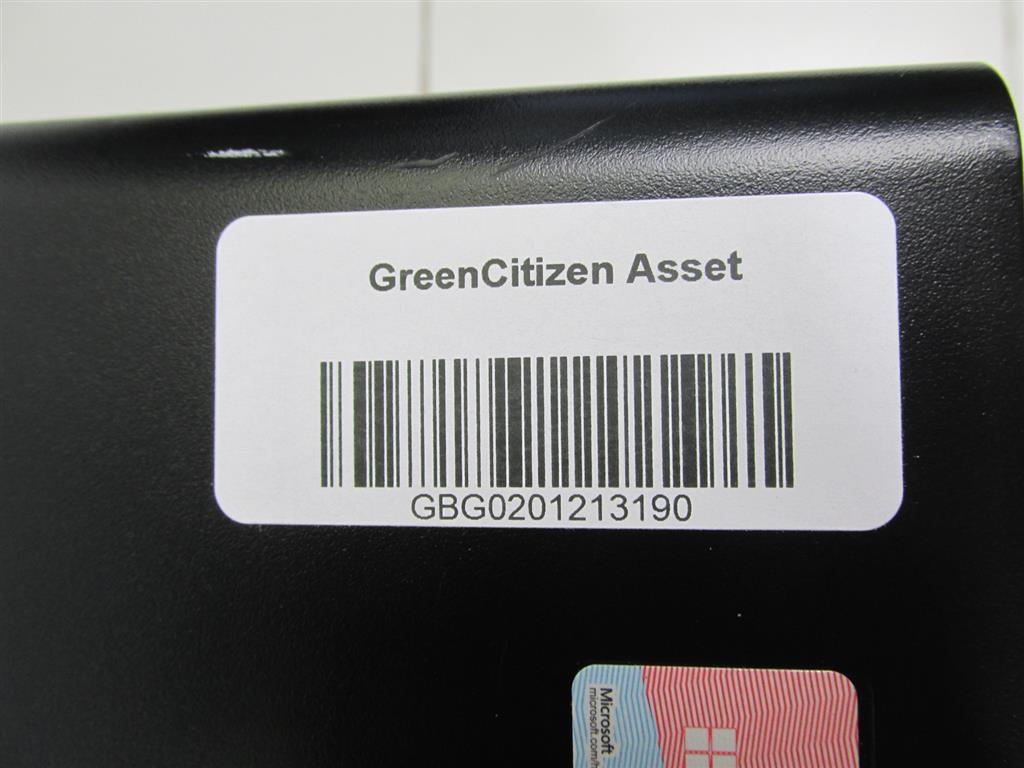 GreenCitizen Asset
GBG0201213190
Microsoft
microsoft.com/h